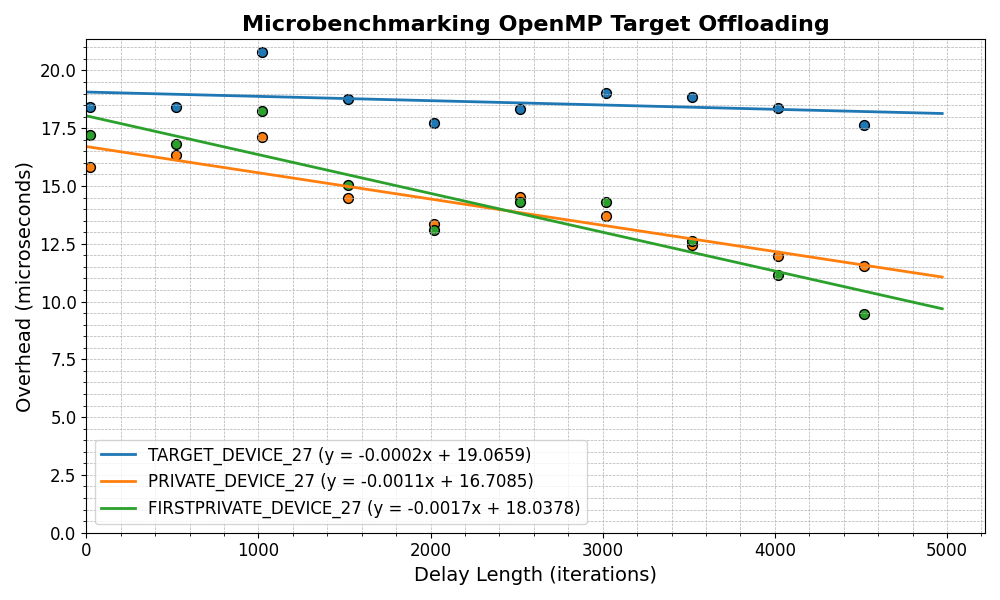 Microbenchmarking OpenMP Target Offloading
Overhead (microseconds)
20.0
17.5
15.0
12.5
10.0
7.5
5.0
2.5
0.0
TARGET_DEVICE_27 (y = -0.0002x + 19.0659)
PRIVATE_DEVICE_27 (y = -0.0011x + 16.7085)
FIRSTPRIVATE_DEVICE_27 (y = -0.0017x + 18.0378)
0 1000 2000 3000 4000 5000
Delay Length (iterations)